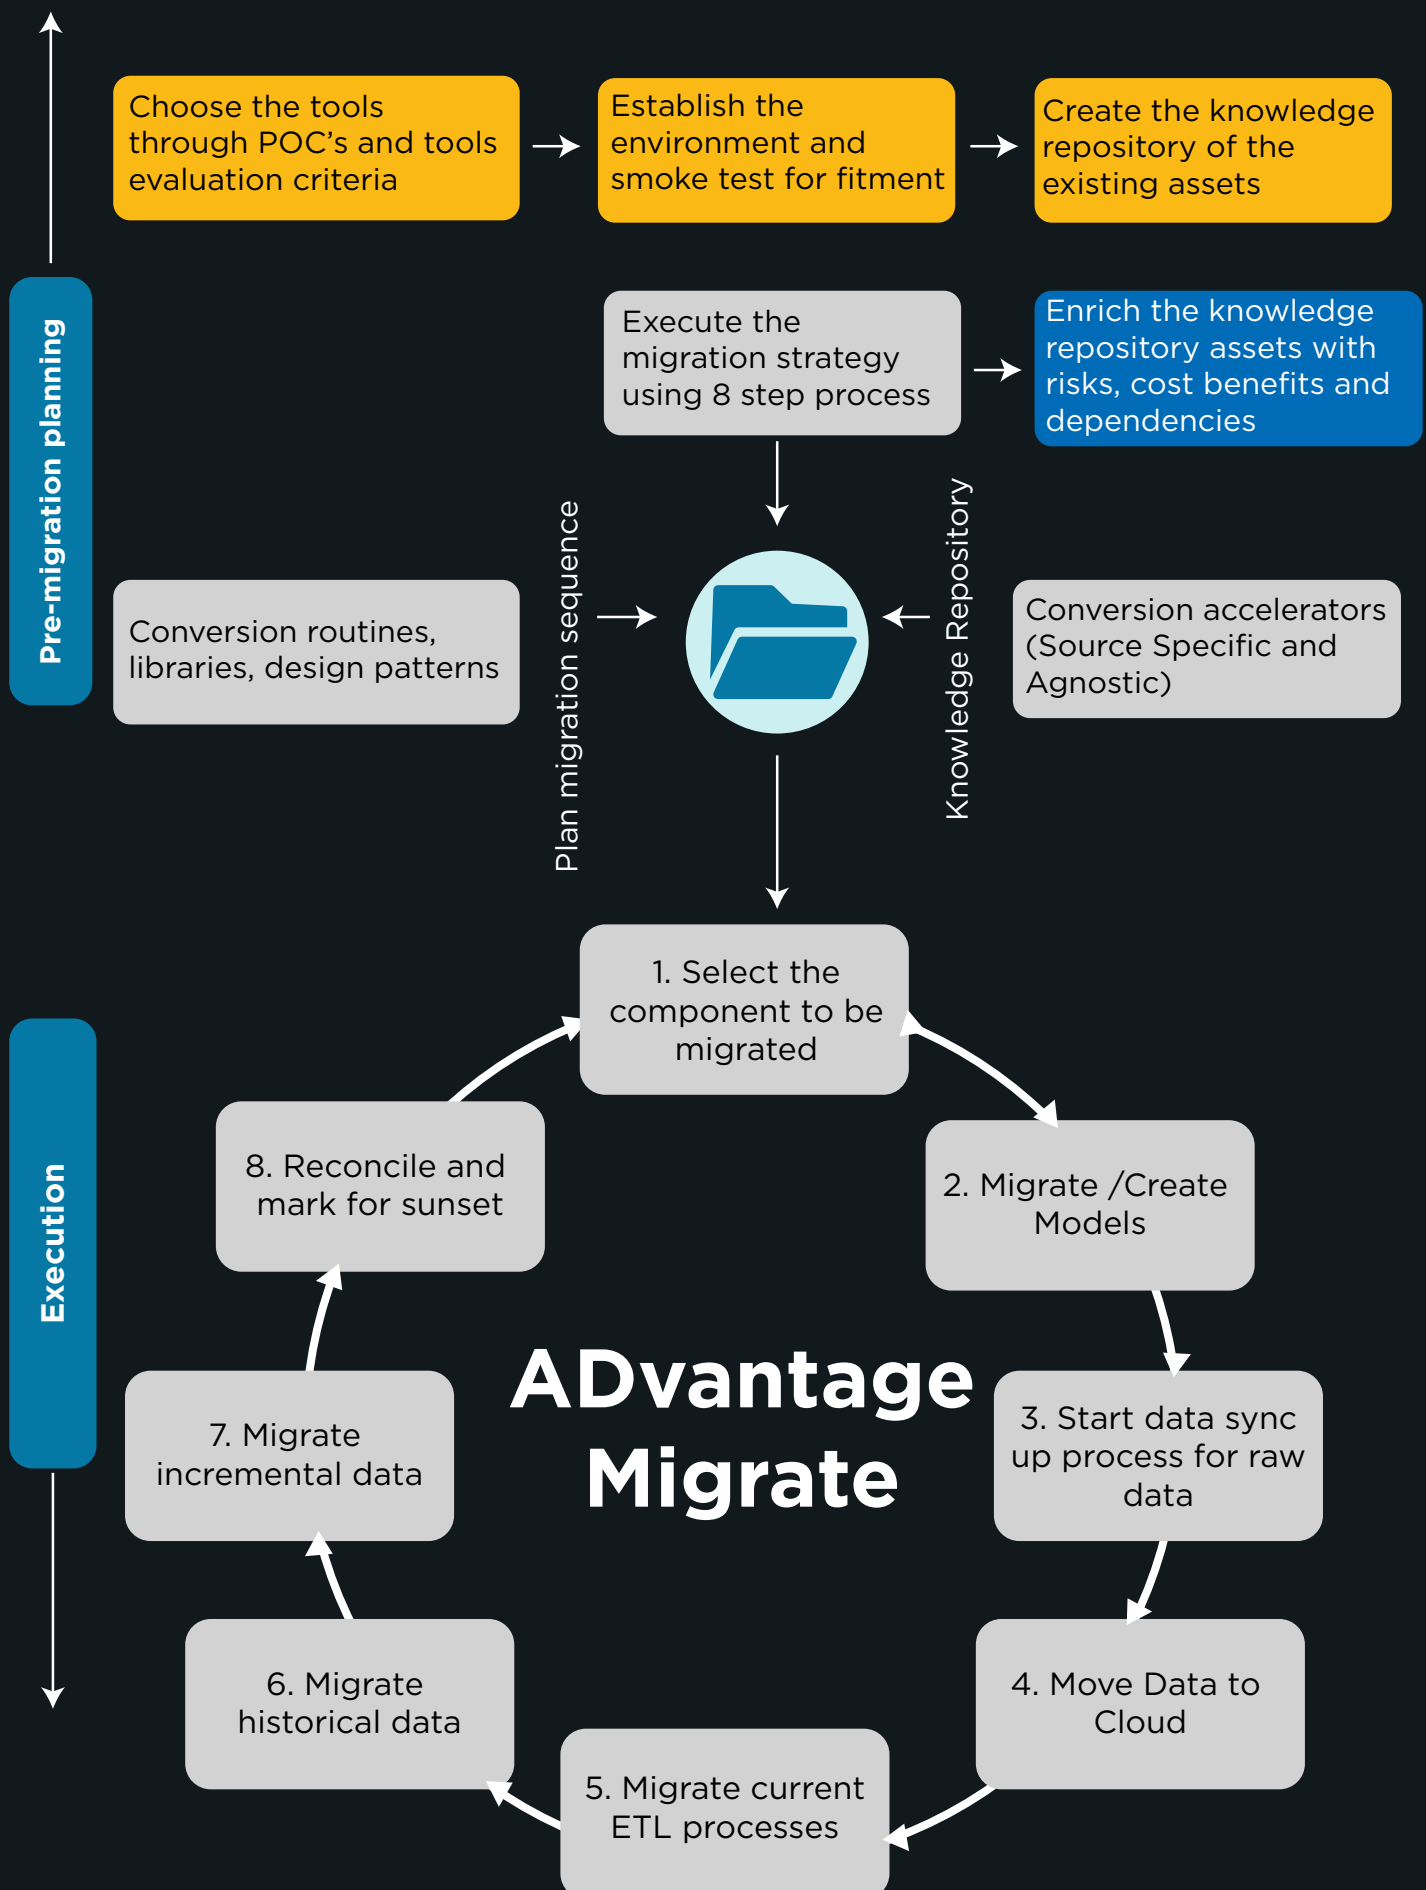 Choose the tools
through POC’s and tools
evaluation criteria
Establish the
environment and
smoke test for fitment
Create the knowledge
repository of the
existing assets
Pre-migration planning
Execute the
migration strategy
using 8 step process
Enrich the knowledge
repository assets with
risks, cost benefits and
dependencies
Conversion routines,
libraries, design patterns
Plan migration sequence
Knowledge Repository
Conversion accelerators
(Source Specific and
Agnostic)
Execution
1. Select the
component to be
migrated
2. Migrate /Create
Models
3. Start data sync
up process for raw
data
4. Move Data to
Cloud
5. Migrate current
ETL processes
6. Migrate
historical data
7. Migrate
incremental data
8. Reconcile and
mark for sunset
ADvantage
Migrate